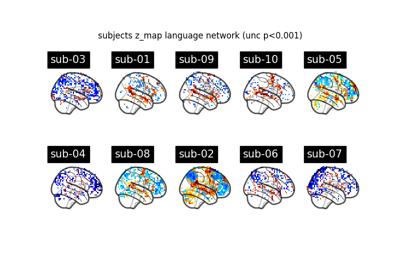 subjects z_map language network (unc p<0.001)
sub-03 sub-01 sub-09 sub-10 sub-05
sub-04 sub-08 sub-02 sub-06 sub-07